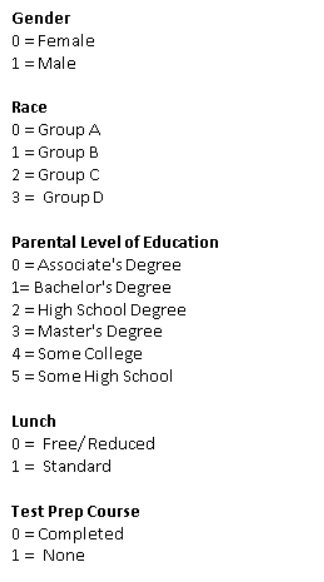 Gender
0 = Female
1 = Male
Race
0 = Group A
1 = Group B
2 = Group C
3 = Group D
Parental Level of Education
0 = Associate's Degree
1= Bachelor's Degree
2 = High School Degree
3 = Master's Degree
4 = Some College
5 = Some High School
Lunch
0 = Free/Reduced
1 = Standard
Test Prep Course
0 = Completed
1 = None